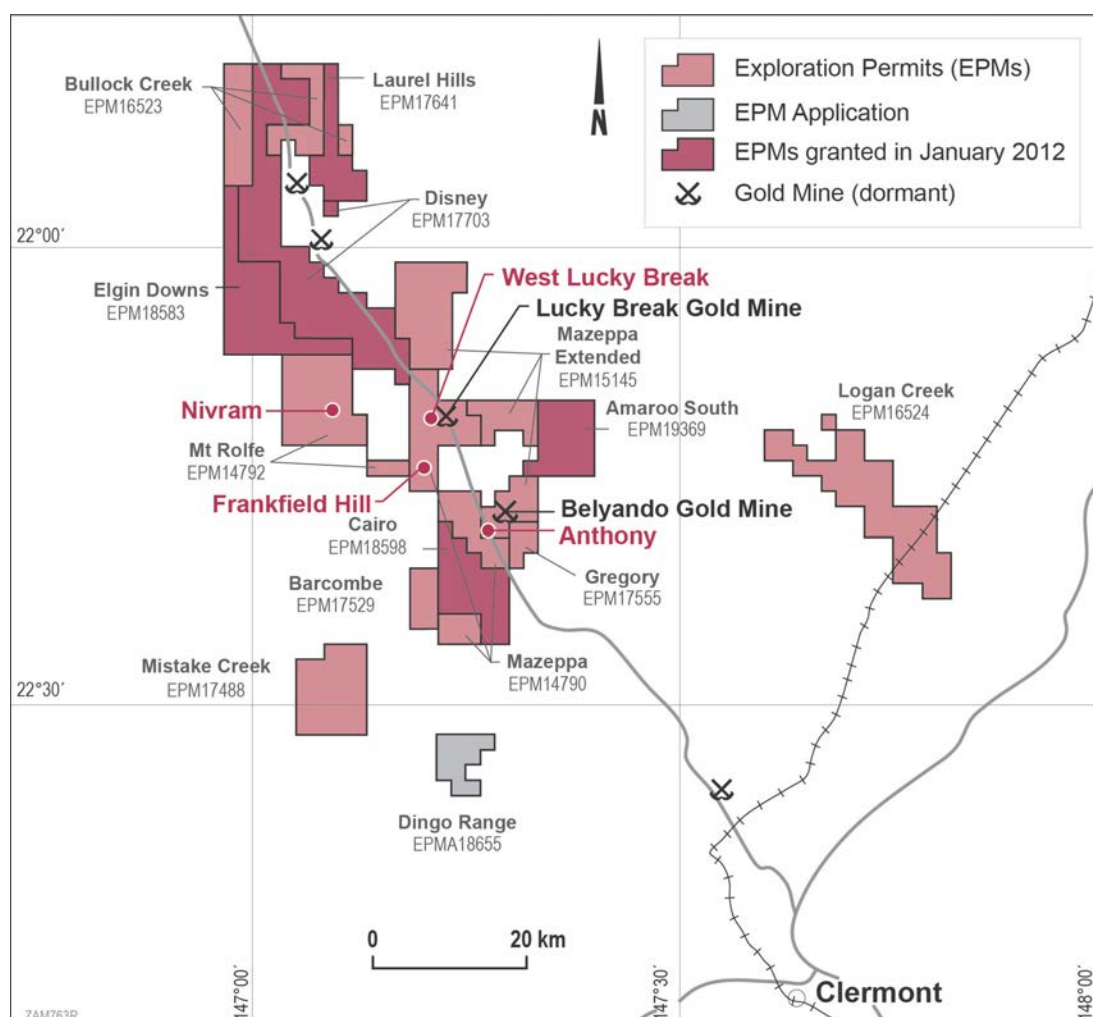 Bullock Creek
EPM16523
Laurel Hills
EPM17641
N
Exploration Permits (EPMs)
EPM Application
EPMs granted in January 2012
Gold Mine (dormant)
Disney
EPM17703
22°00´
Elgin Downs
EPM18583
West Lucky Break
Lucky Break Gold Mine
Mazeppa
Extended
EPM15145
Nivram
Amaroo South
EPM19369
Logan Creek
EPM16524
Mt Rolfe
EPM14792
Frankfield Hill
Belyando Gold Mine
Cairo
EPM18598
Anthony
Barcombe
EPM17529
Gregory
EPM17555
Mistake Creek
EPM17488
Mazeppa
EPM14790
22°30´
Dingo Range
EPMA18655
0 20 km
147°00´
147°30´
148°00´
Clermont
ZAM763R